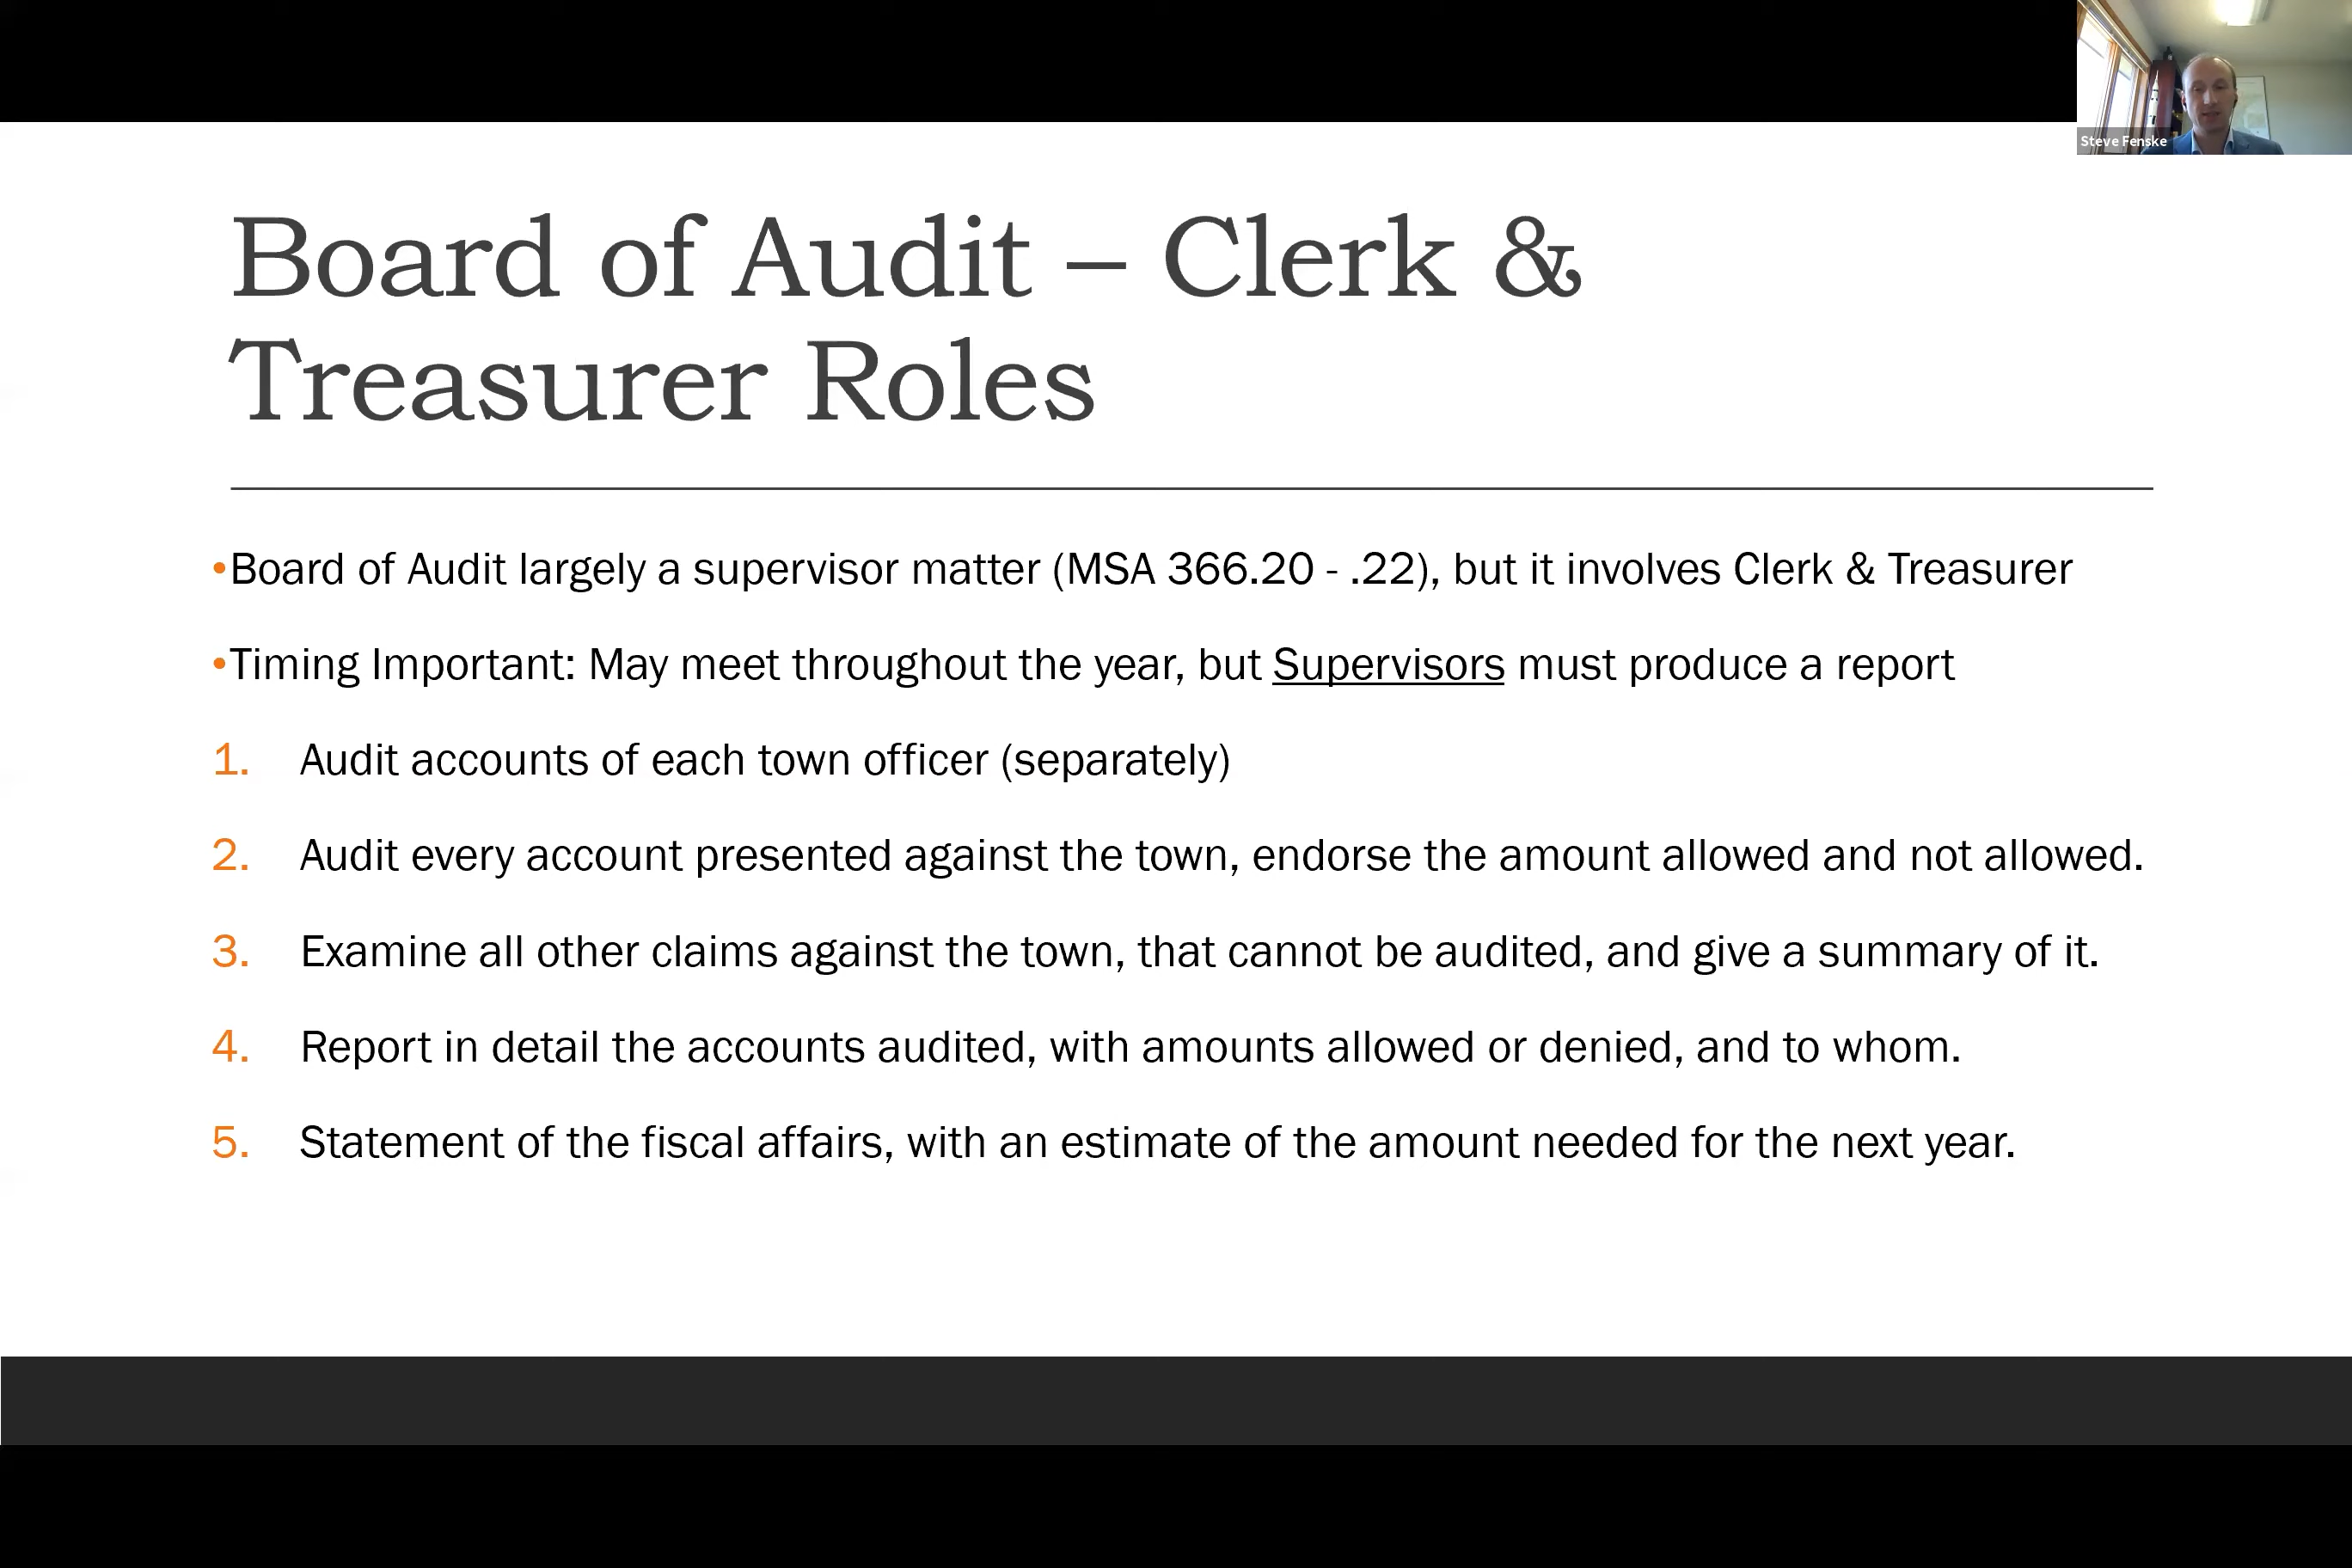 Steve Fenske
Board of Audit – Clerk &
Treasurer Roles
•Board of Audit largely a supervisor matter (MSA 366.20 - .22), but it involves Clerk & Treasurer
•Timing Important: May meet throughout the year, but Supervisors must produce a report
1. Audit accounts of each town officer (separately)
2. Audit every account presented against the town, endorse the amount allowed and not allowed.
3. Examine all other claims against the town, that cannot be audited, and give a summary of it.
4. Report in detail the accounts audited, with amounts allowed or denied, and to whom.
5. Statement of the fiscal affairs, with an estimate of the amount needed for the next year.